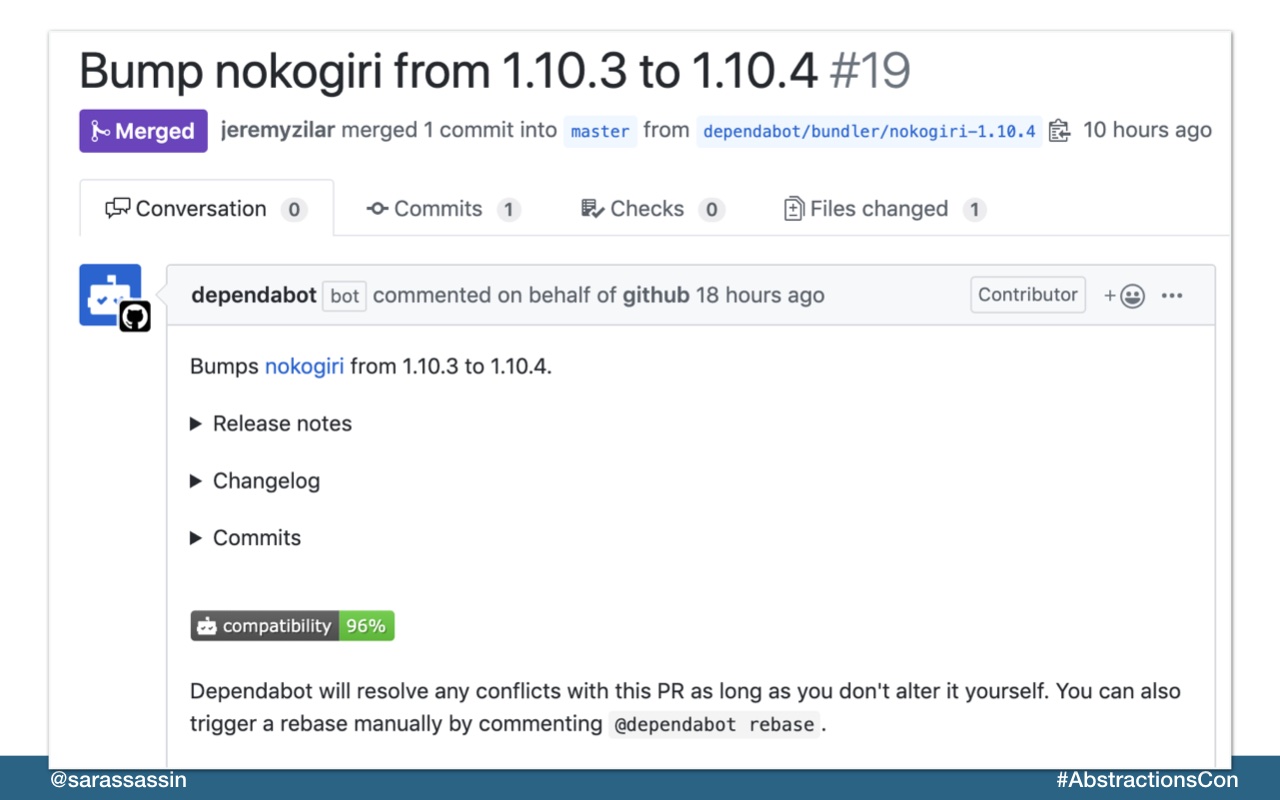 Bump nokogiri from 1.10.3 to 1.10.4 #19
Merged jeremyzilar merged 1 commit into master from dependabot/bundler/nokogiri-1.10.4 10 hours ago
Conversation 0 Commits 1 Checks 0 Files changed 1
dependabot bot commented on behalf of github 18 hours ago Contributor
Bumps nokogiri from 1.10.3 to 1.10.4.
Release notes
Changelog
Commits
compatibility 96%
Dependabot will resolve any conflicts with this PR as long as you don't alter it yourself. You can also
trigger a rebase manually by commenting @dependabot rebase .
@sarassassin #AbstractionsCon